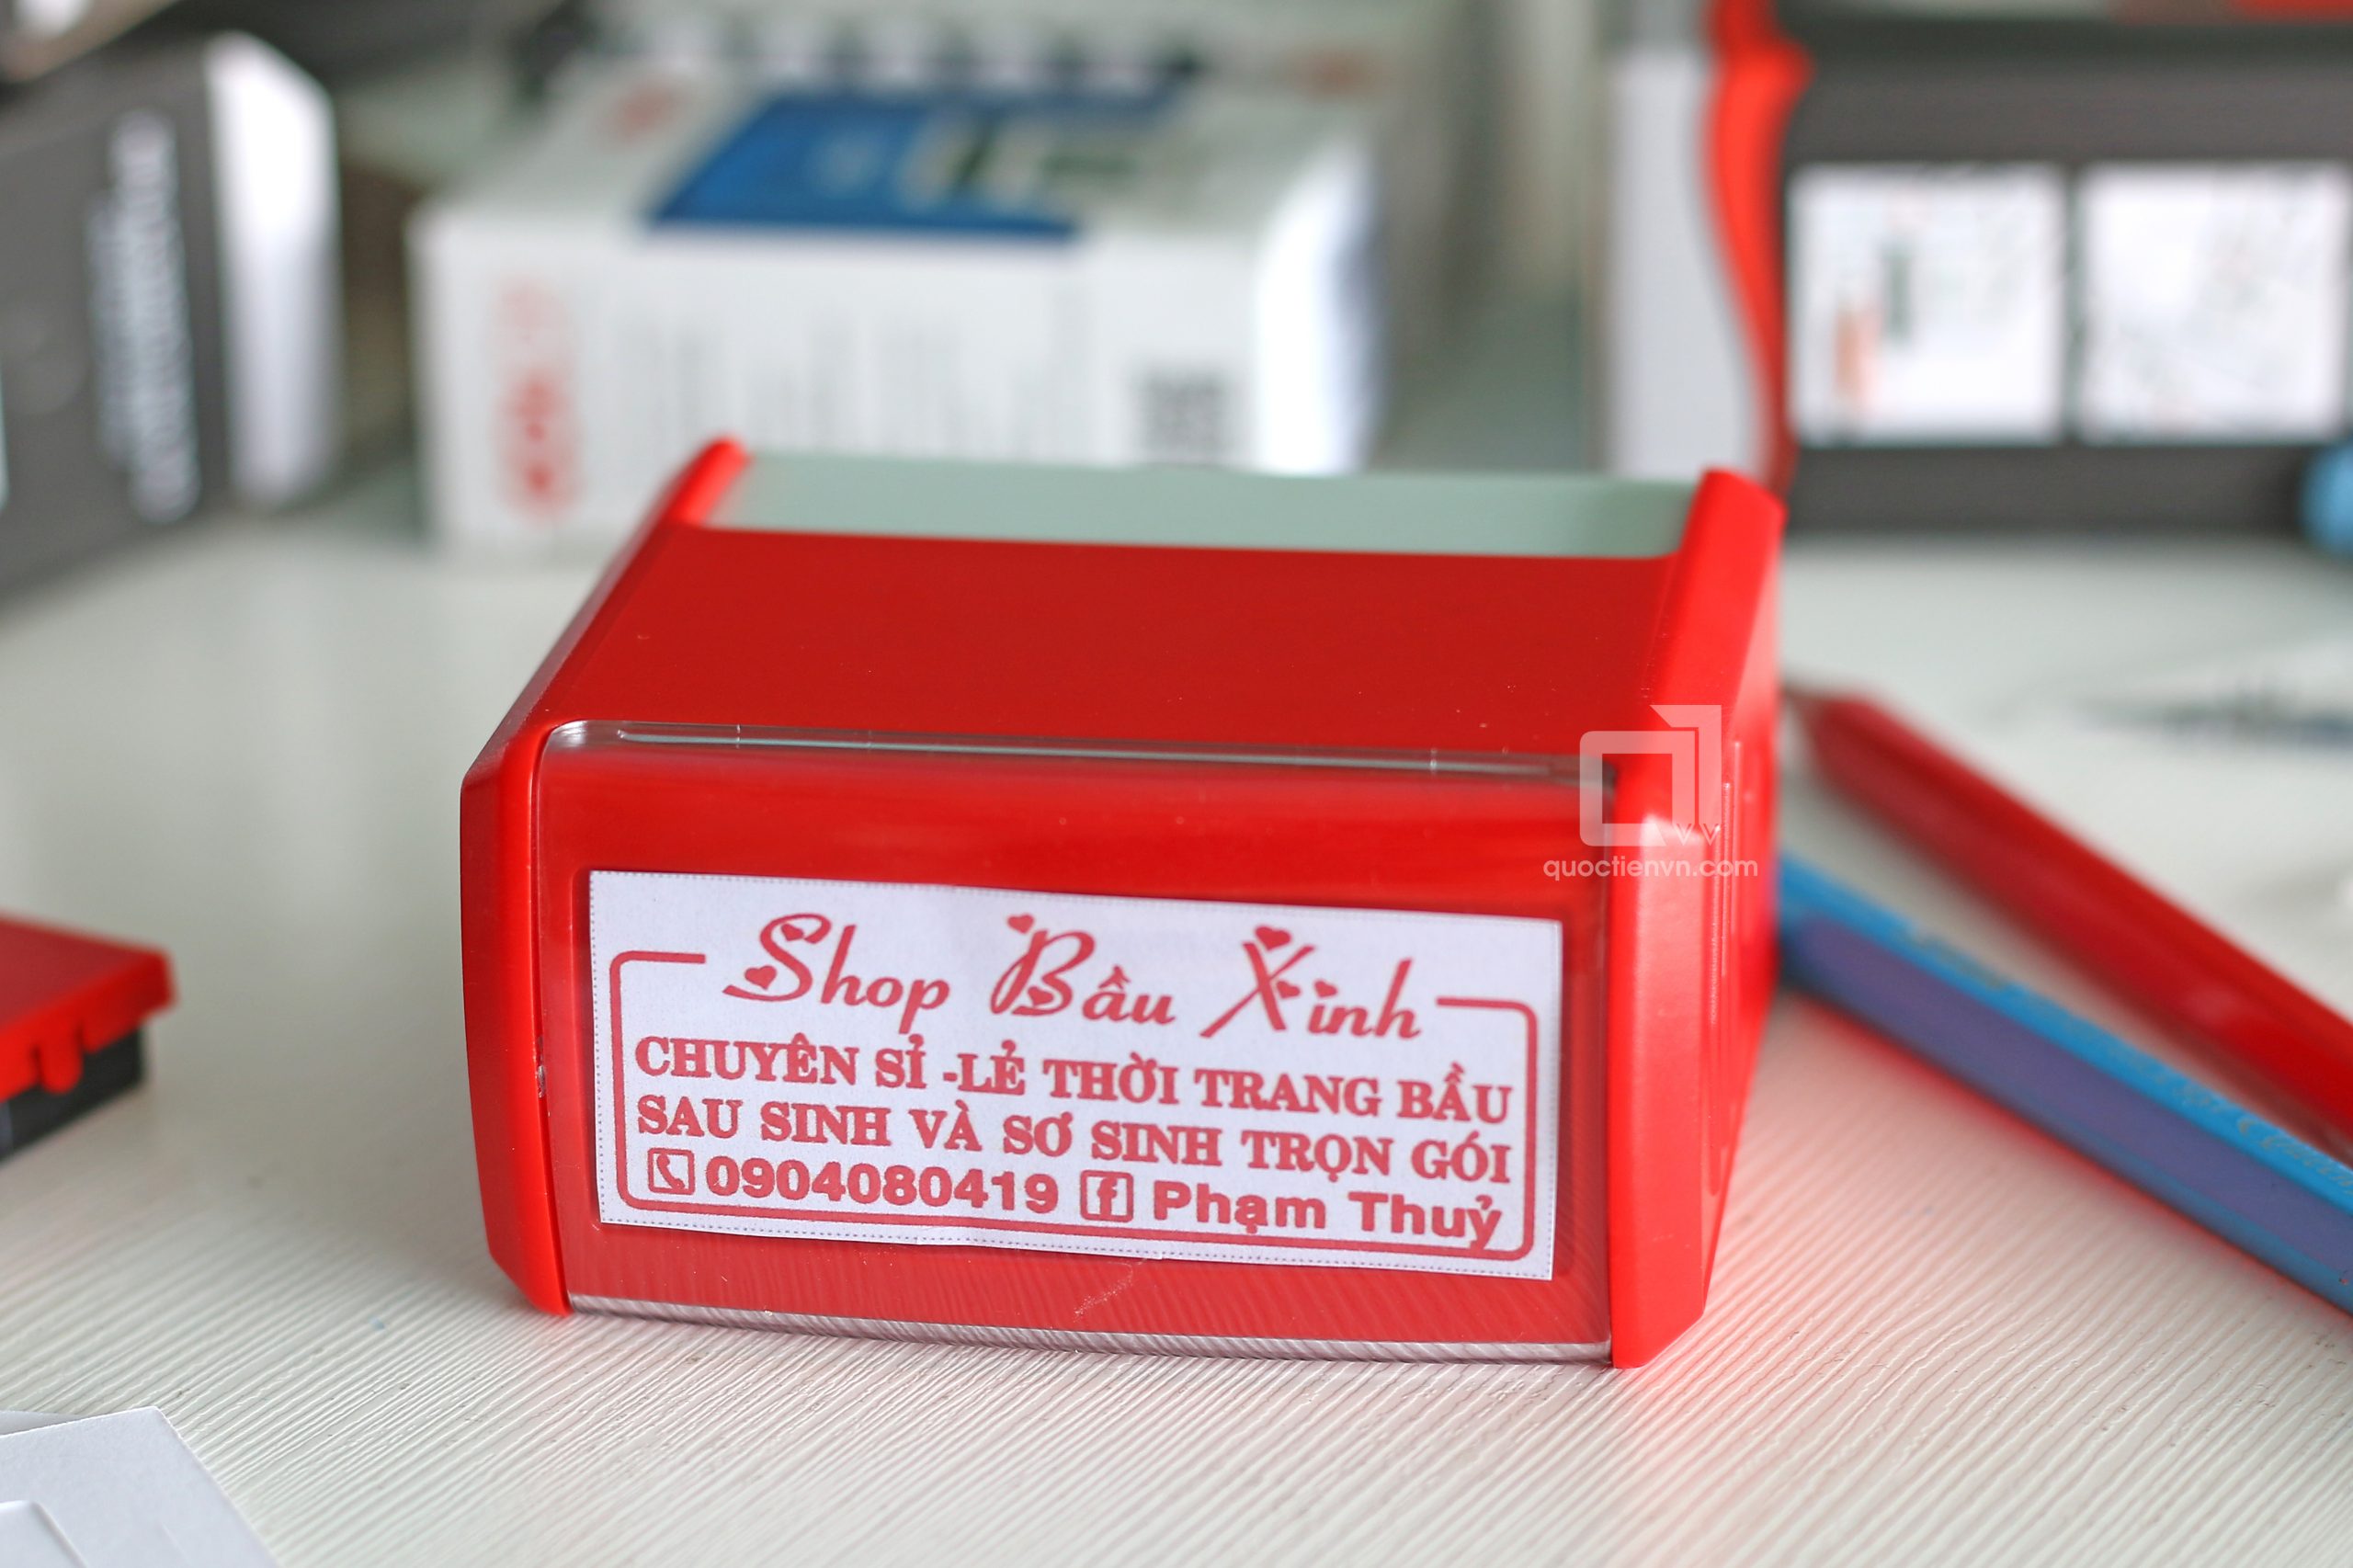 Shop Bầu Xinh
CHUYÊN SỈ -LẺ THỜI TRANG BẦU
SAU SINH VÀ SƠ SINH TRỌN GÓI
0904080419 f Phạm Thuỷ
quoctienvn.com